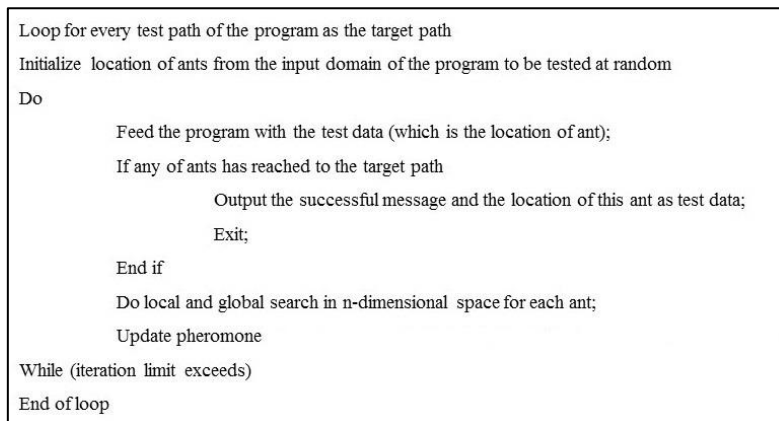 Loop for every test path of the program as the target path
Initialize location of ants from the input domain of the program to be tested at random
Do
Feed the program with the test data (which is the location of ant);
If any of ants has reached to the target path
Output the successful message and the location of this ant as test data;
Exit;
End if
Do local and global search in n-dimensional space for each ant;
Update pheromone
While (iteration limit exceeds)
End of loop